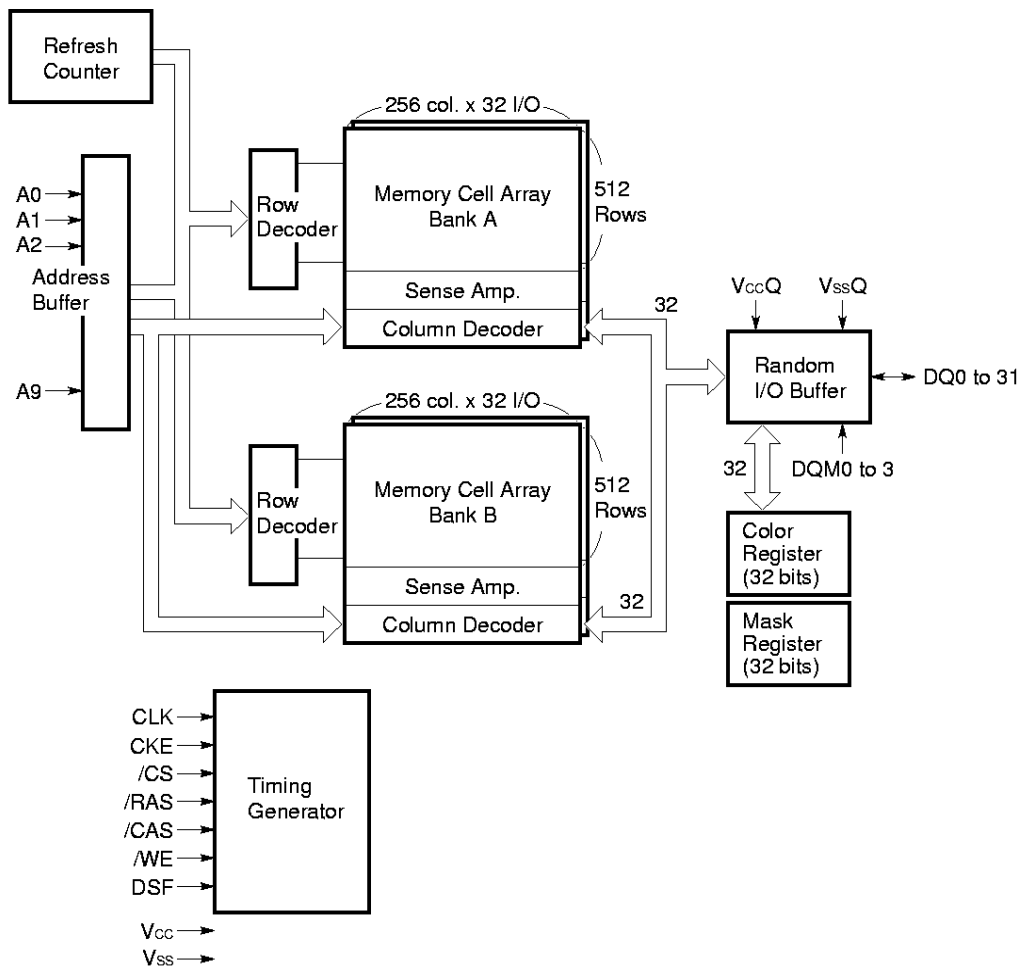 Refresh
Counter
256 col. x 32 I/O
A0
A1
A2
A9
Address
Buffer
Row
Decoder
Memory Cell Array
Bank A
512
Rows
Sense Amp.
Column Decoder
32
VCCQ
VSSQ
Random
I/O Buffer
DQ0 to 31
256 col. x 32 I/O
Row
Decoder
Memory Cell Array
Bank B
512
Rows
Sense Amp.
Column Decoder
32
32
DQM0 to 3
Color
Register
(32 bits)
Mask
Register
(32 bits)
CLK
CKE
/CS
/RAS
/CAS
/WE
DSF
Timing
Generator
VCC
VSS